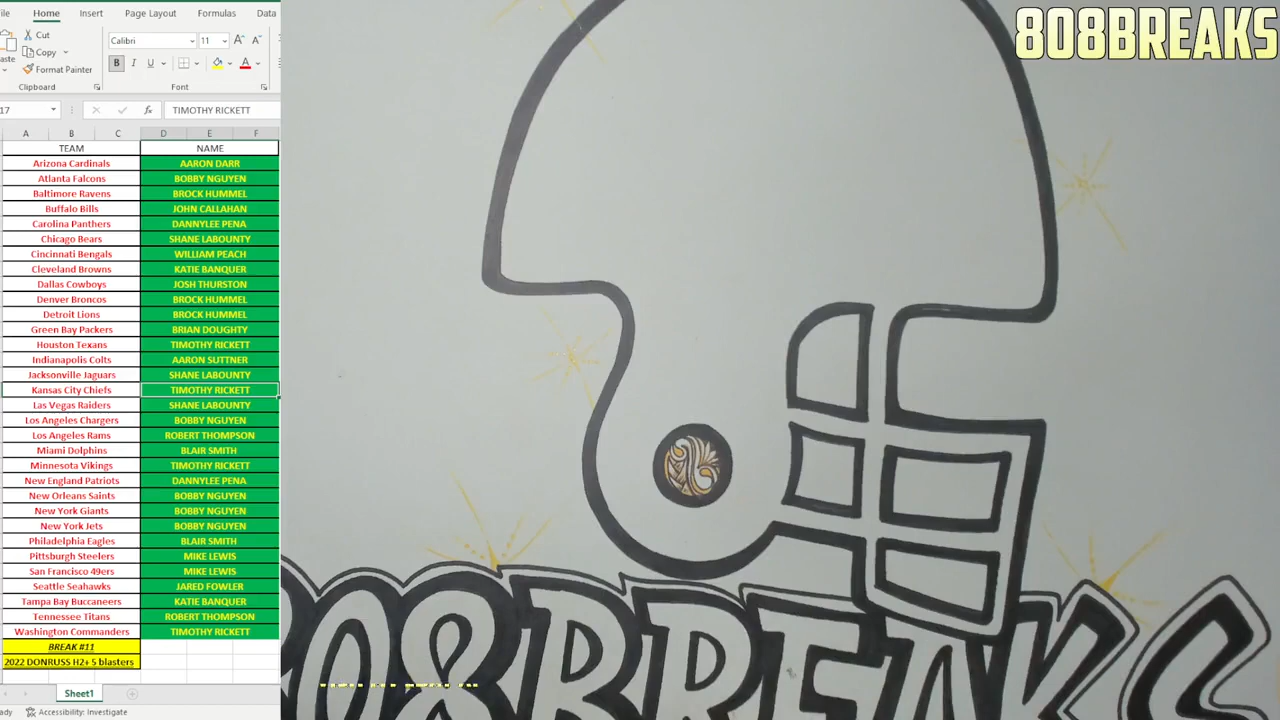 ile Home Insert Page Layout Formulas Data
Cut
Copy
aste
Format Painter
Calibri 11
B I U
Clipboard Font
17 fx TIMOTHY RICKETT
A B C D E F
TEAM NAME
Arizona Cardinals AARON DARR
Atlanta Falcons BOBBY NGUYEN
Baltimore Ravens BROCK HUMMEL
Buffalo Bills JOHN CALLAHAN
Carolina Panthers DANNYLEE PENA
Chicago Bears SHANE LABOUNTY
Cincinnati Bengals WILLIAM PEACH
Cleveland Browns KATIE BANQUER
Dallas Cowboys JOSH THURSTON
Denver Broncos BROCK HUMMEL
Detroit Lions BROCK HUMMEL
Green Bay Packers BRIAN DOUGHTY
Houston Texans TIMOTHY RICKETT
Indianapolis Colts AARON SUTTNER
Jacksonville Jaguars SHANE LABOUNTY
Kansas City Chiefs TIMOTHY RICKETT
Las Vegas Raiders SHANE LABOUNTY
Los Angeles Chargers BOBBY NGUYEN
Los Angeles Rams ROBERT THOMPSON
Miami Dolphins BLAIR SMITH
Minnesota Vikings TIMOTHY RICKETT
New England Patriots DANNYLEE PENA
New Orleans Saints BOBBY NGUYEN
New York Giants BOBBY NGUYEN
New York Jets BOBBY NGUYEN
Philadelphia Eagles BLAIR SMITH
Pittsburgh Steelers MIKE LEWIS
San Francisco 49ers MIKE LEWIS
Seattle Seahawks JARED FOWLER
Tampa Bay Buccaneers KATIE BANQUER
Tennessee Titans ROBERT THOMPSON
Washington Commanders TIMOTHY RICKETT
BREAK #11
2022 DONRUSS H2+ 5 blasters
Sheet1
ady Accessibility: Investigate
808BREAKS
808BREAKS